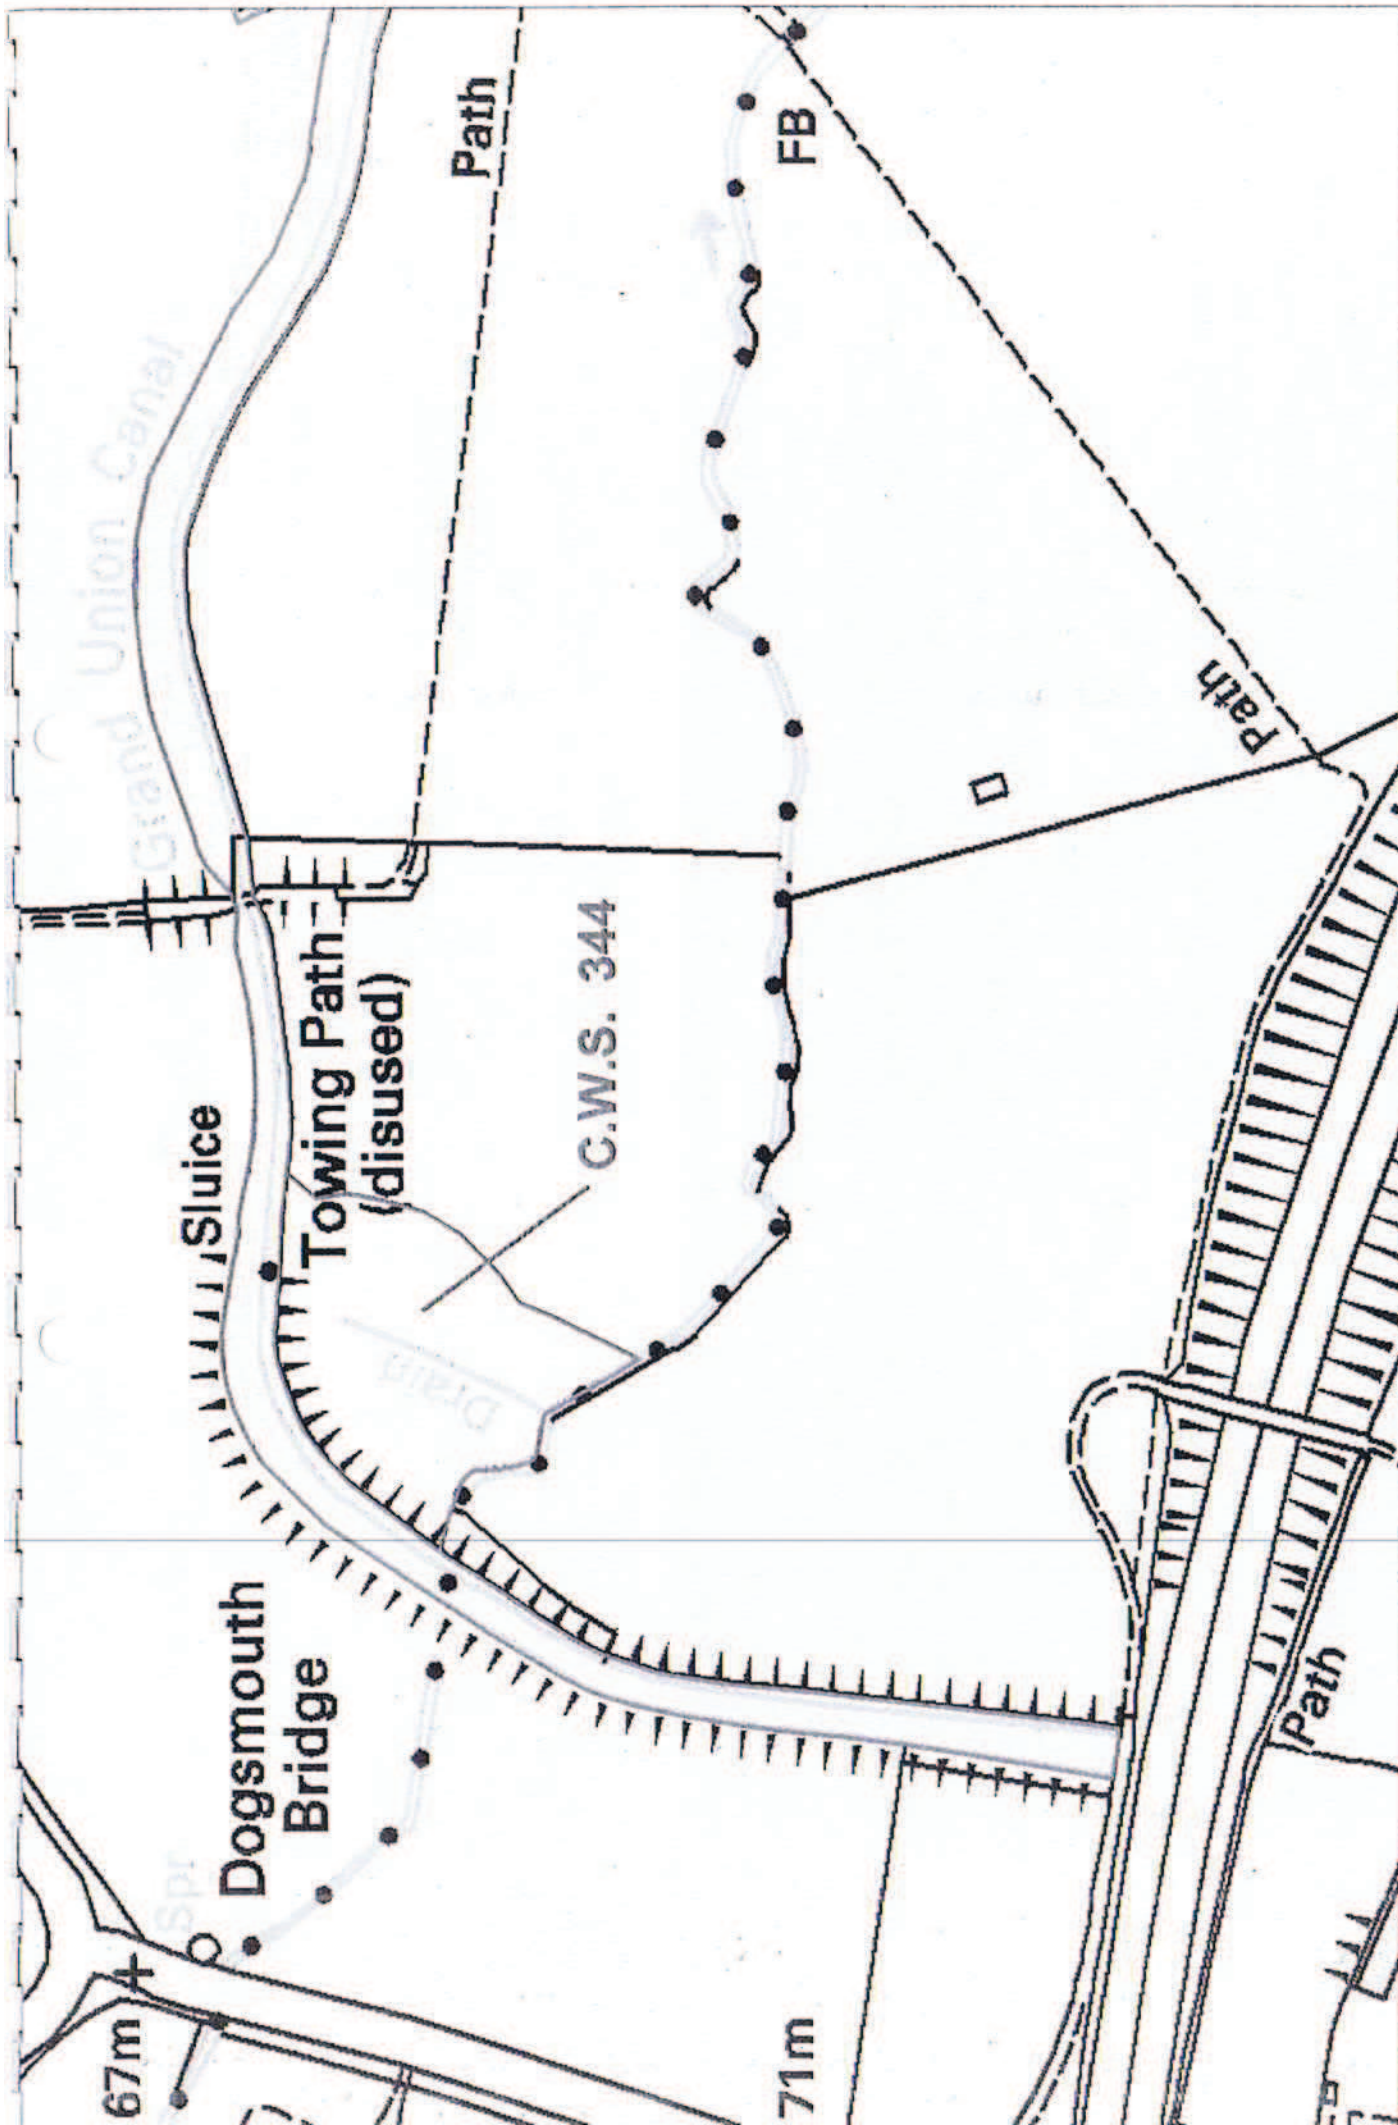 Path
FB
Grand Union Canal
Path
C.W.S. 344
Towing Path
(disused)
Sluice
Drain
Dogsmouth
Bridge
Spr
Path
67m
71m